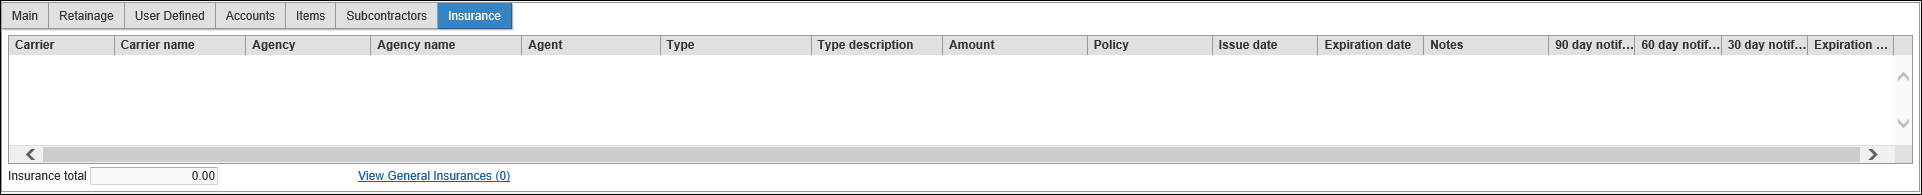 Main Retainage User Defined Accounts Items Subcontractors Insurance
Carrier Carrier name Agency Agency name Agent Type Type description Amount Policy Issue date Expiration date Notes 90 day notif... 60 day notif... 30 day notif... Expiration ...
Insurance total 0.00 View General Insurances (0)